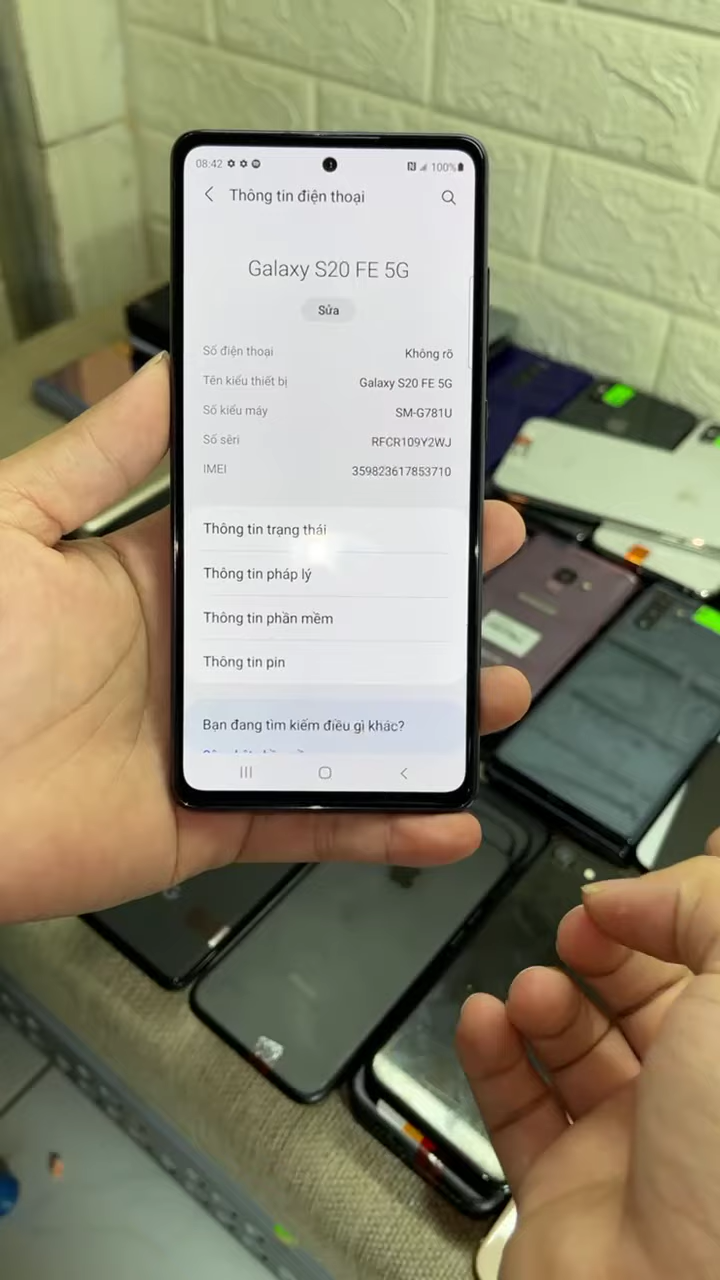 08:42
100%
Thông tin điện thoại
Galaxy S20 FE 5G
Sửa
Số điện thoại Không rõ
Tên kiểu thiết bị Galaxy S20 FE 5G
Số kiểu máy SM-G781U
Số sêri RFCR109Y2WJ
IMEI 359823617853710
Thông tin trạng thái
Thông tin pháp lý
Thông tin phần mềm
Thông tin pin
Bạn đang tìm kiếm điều gì khác?